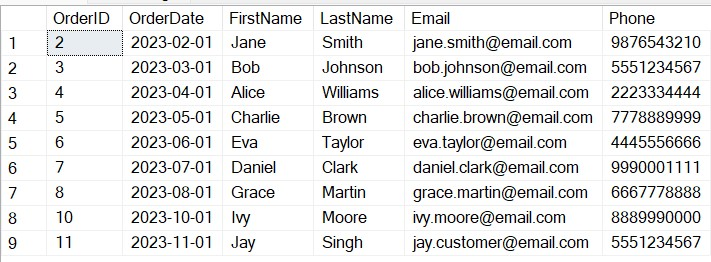 OrderID OrderDate FirstName LastName Email Phone
1 2 2023-02-01 Jane Smith jane.smith@email.com 9876543210
2 3 2023-03-01 Bob Johnson bob.johnson@email.com 5551234567
3 4 2023-04-01 Alice Williams alice.williams@email.com 2223334444
4 5 2023-05-01 Charlie Brown charlie.brown@email.com 7778889999
5 6 2023-06-01 Eva Taylor eva.taylor@email.com 4445556666
6 7 2023-07-01 Daniel Clark daniel.clark@email.com 9990001111
7 8 2023-08-01 Grace Martin grace.martin@email.com 6667778888
8 10 2023-10-01 Ivy Moore ivy.moore@email.com 8889990000
9 11 2023-11-01 Jay Singh jay.customer@email.com 5551234567